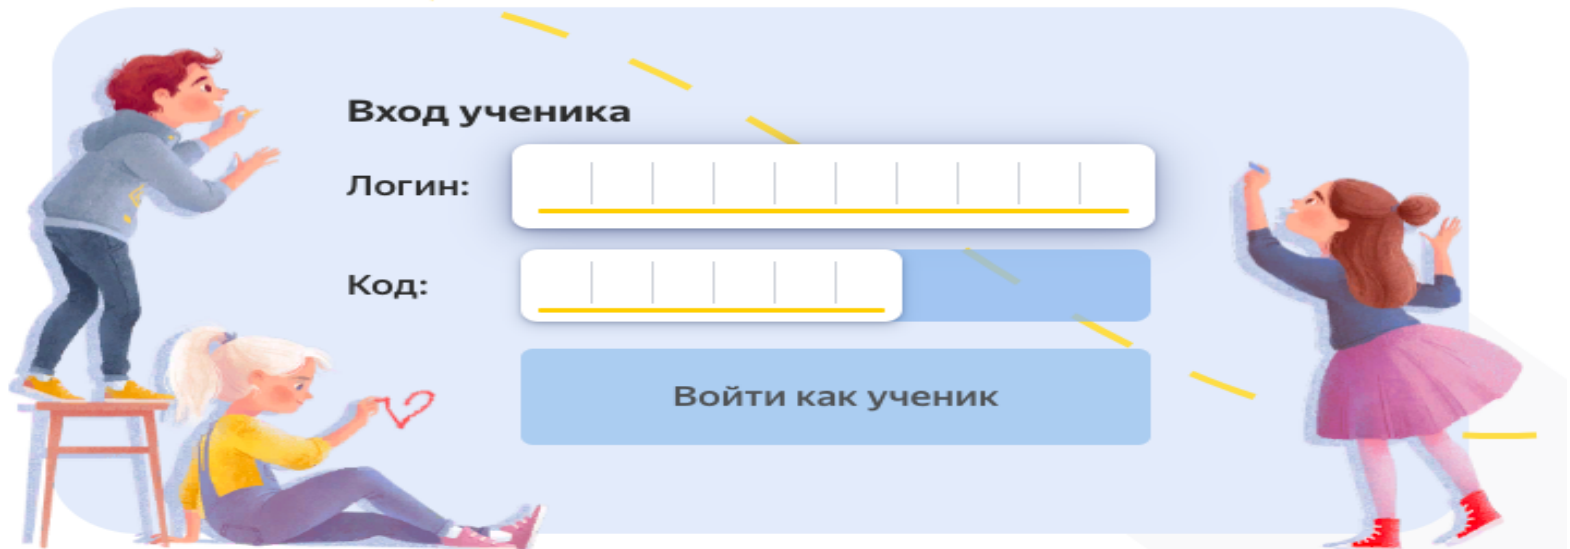 Вход ученика
Логин:
Код:
Войти как ученик